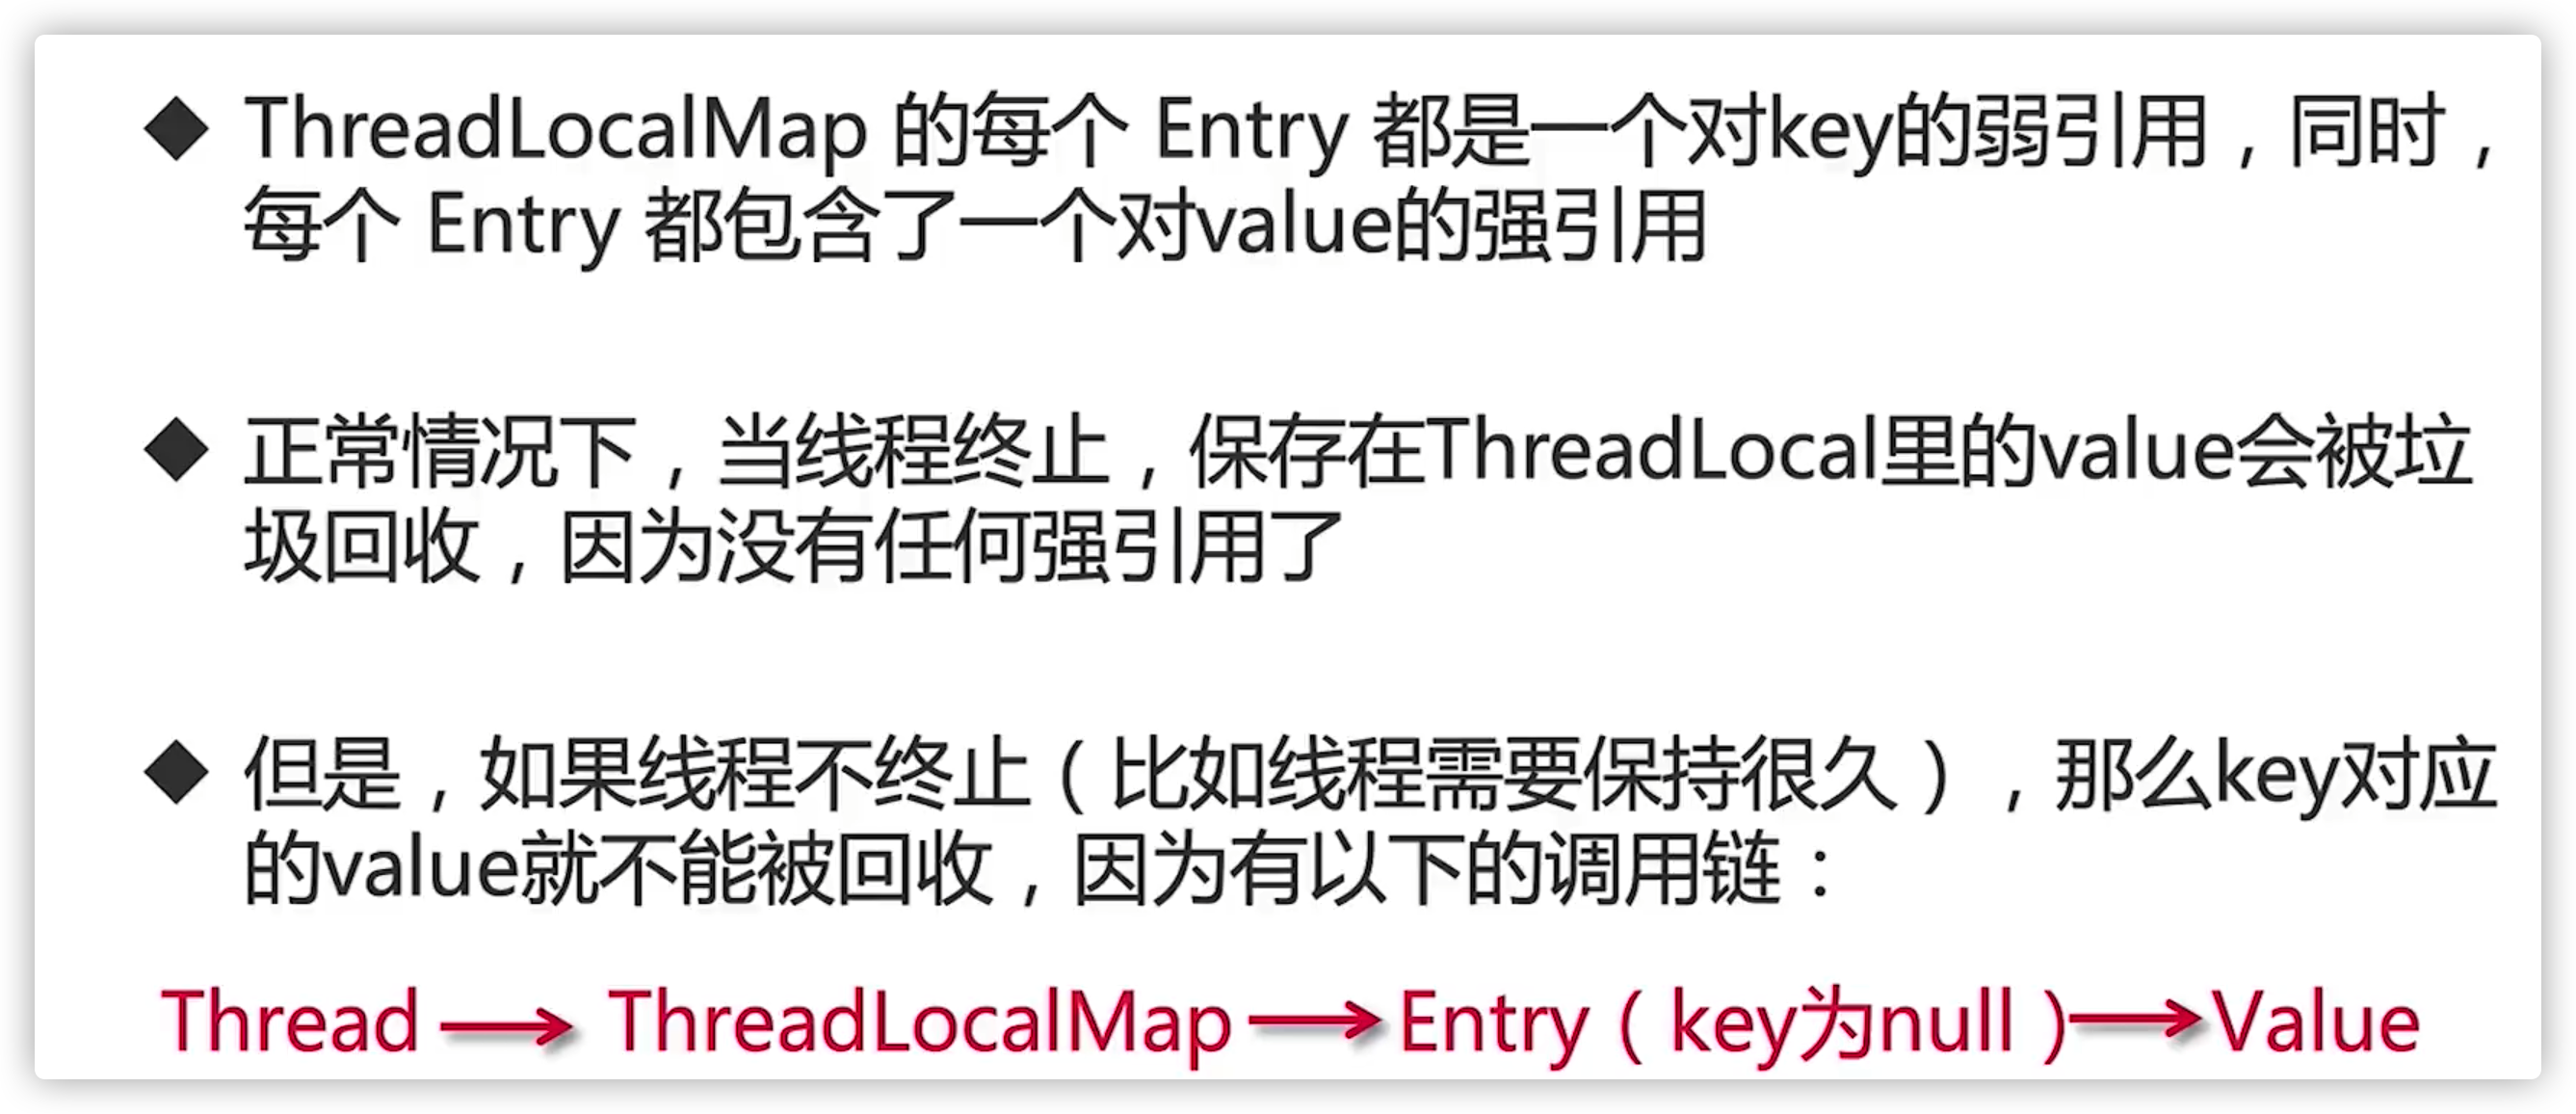 ◆ ThreadLocalMap 的每个 Entry 都是一个对key的弱引用，同时，
每个 Entry 都包含了一个对value的强引用
◆ 正常情况下，当线程终止，保存在ThreadLocal里的value会被垃
圾回收，因为没有任何强引用了
◆ 但是，如果线程不终止（比如线程需要保持很久），那么key对应
的value就不能被回收，因为有以下的调用链：
Thread → ThreadLocalMap → Entry（key为null）→ Value